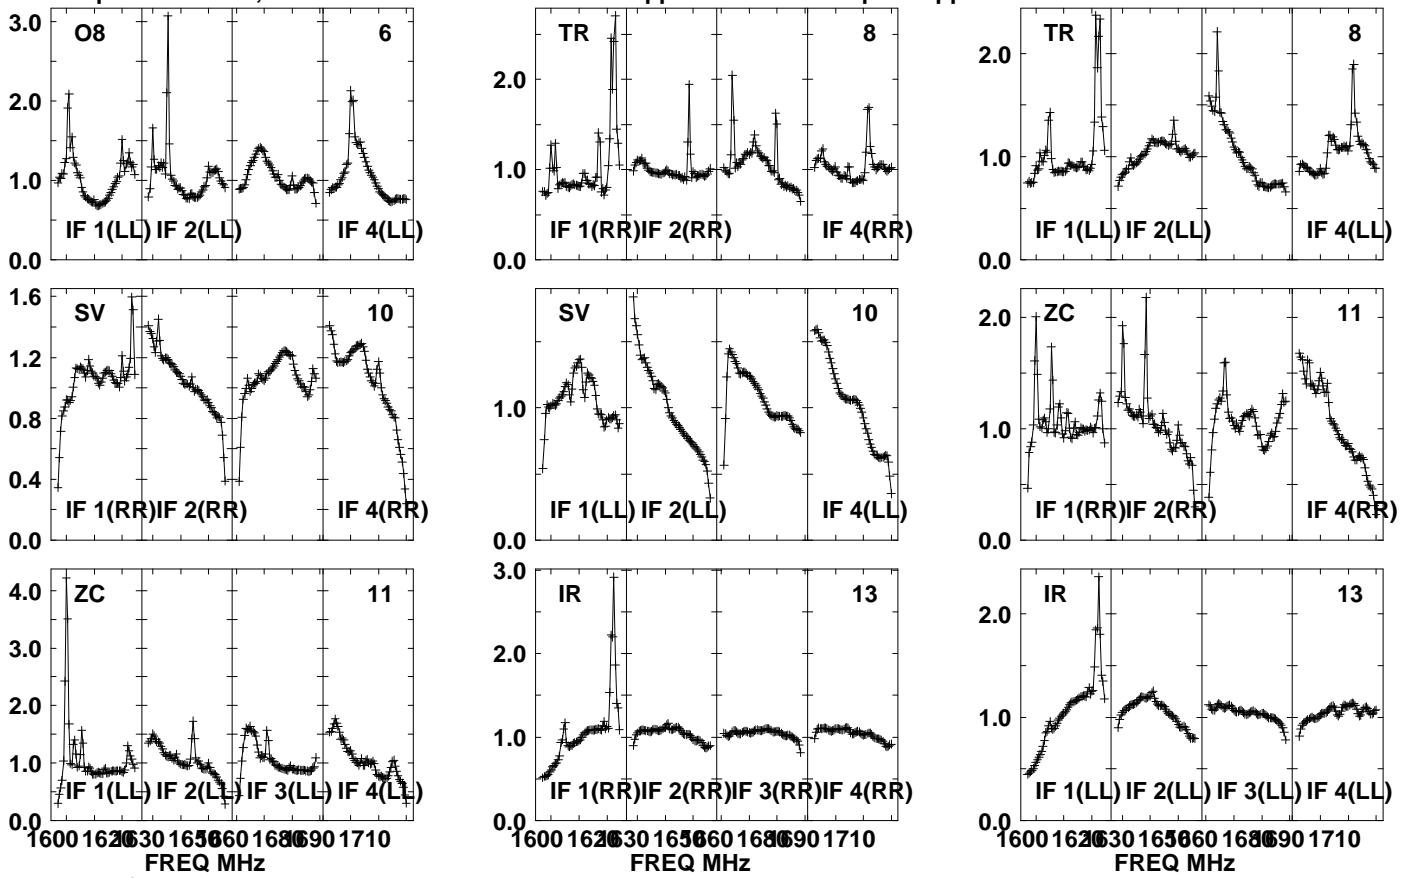 O8 6
3.0
2.0
1.0
0.0
IF 1(LL) IF 2(LL) IF 4(LL)
TR 8
2.0
1.0
0.0
IF 1(RR) IF 2(RR) IF 4(RR)
TR 8
2.0
1.0
0.0
IF 1(LL) IF 2(LL) IF 4(LL)
SV 10
1.6
1.2
0.8
0.4
0.0
IF 1(RR) IF 2(RR) IF 4(RR)
SV 10
1.0
0.0
IF 1(LL) IF 2(LL) IF 4(LL)
ZC 11
2.0
1.0
0.0
IF 1(RR) IF 2(RR) IF 4(RR)
ZC 11
4.0
3.0
2.0
1.0
0.0
IF 1(LL) IF 2(LL) IF 3(LL) IF 4(LL)
1600 1620 1630 1650 1660 1680 1690 1710
FREQ MHz
IR 13
3.0
2.0
1.0
0.0
IF 1(RR) IF 2(RR) IF 3(RR) IF 4(RR)
1600 1620 1630 1650 1660 1680 1690 1710
FREQ MHz
IR 13
2.0
1.0
0.0
IF 1(LL) IF 2(LL) IF 3(LL) IF 4(LL)
1600 1620 1630 1650 1660 1680 1690 1710
FREQ MHz